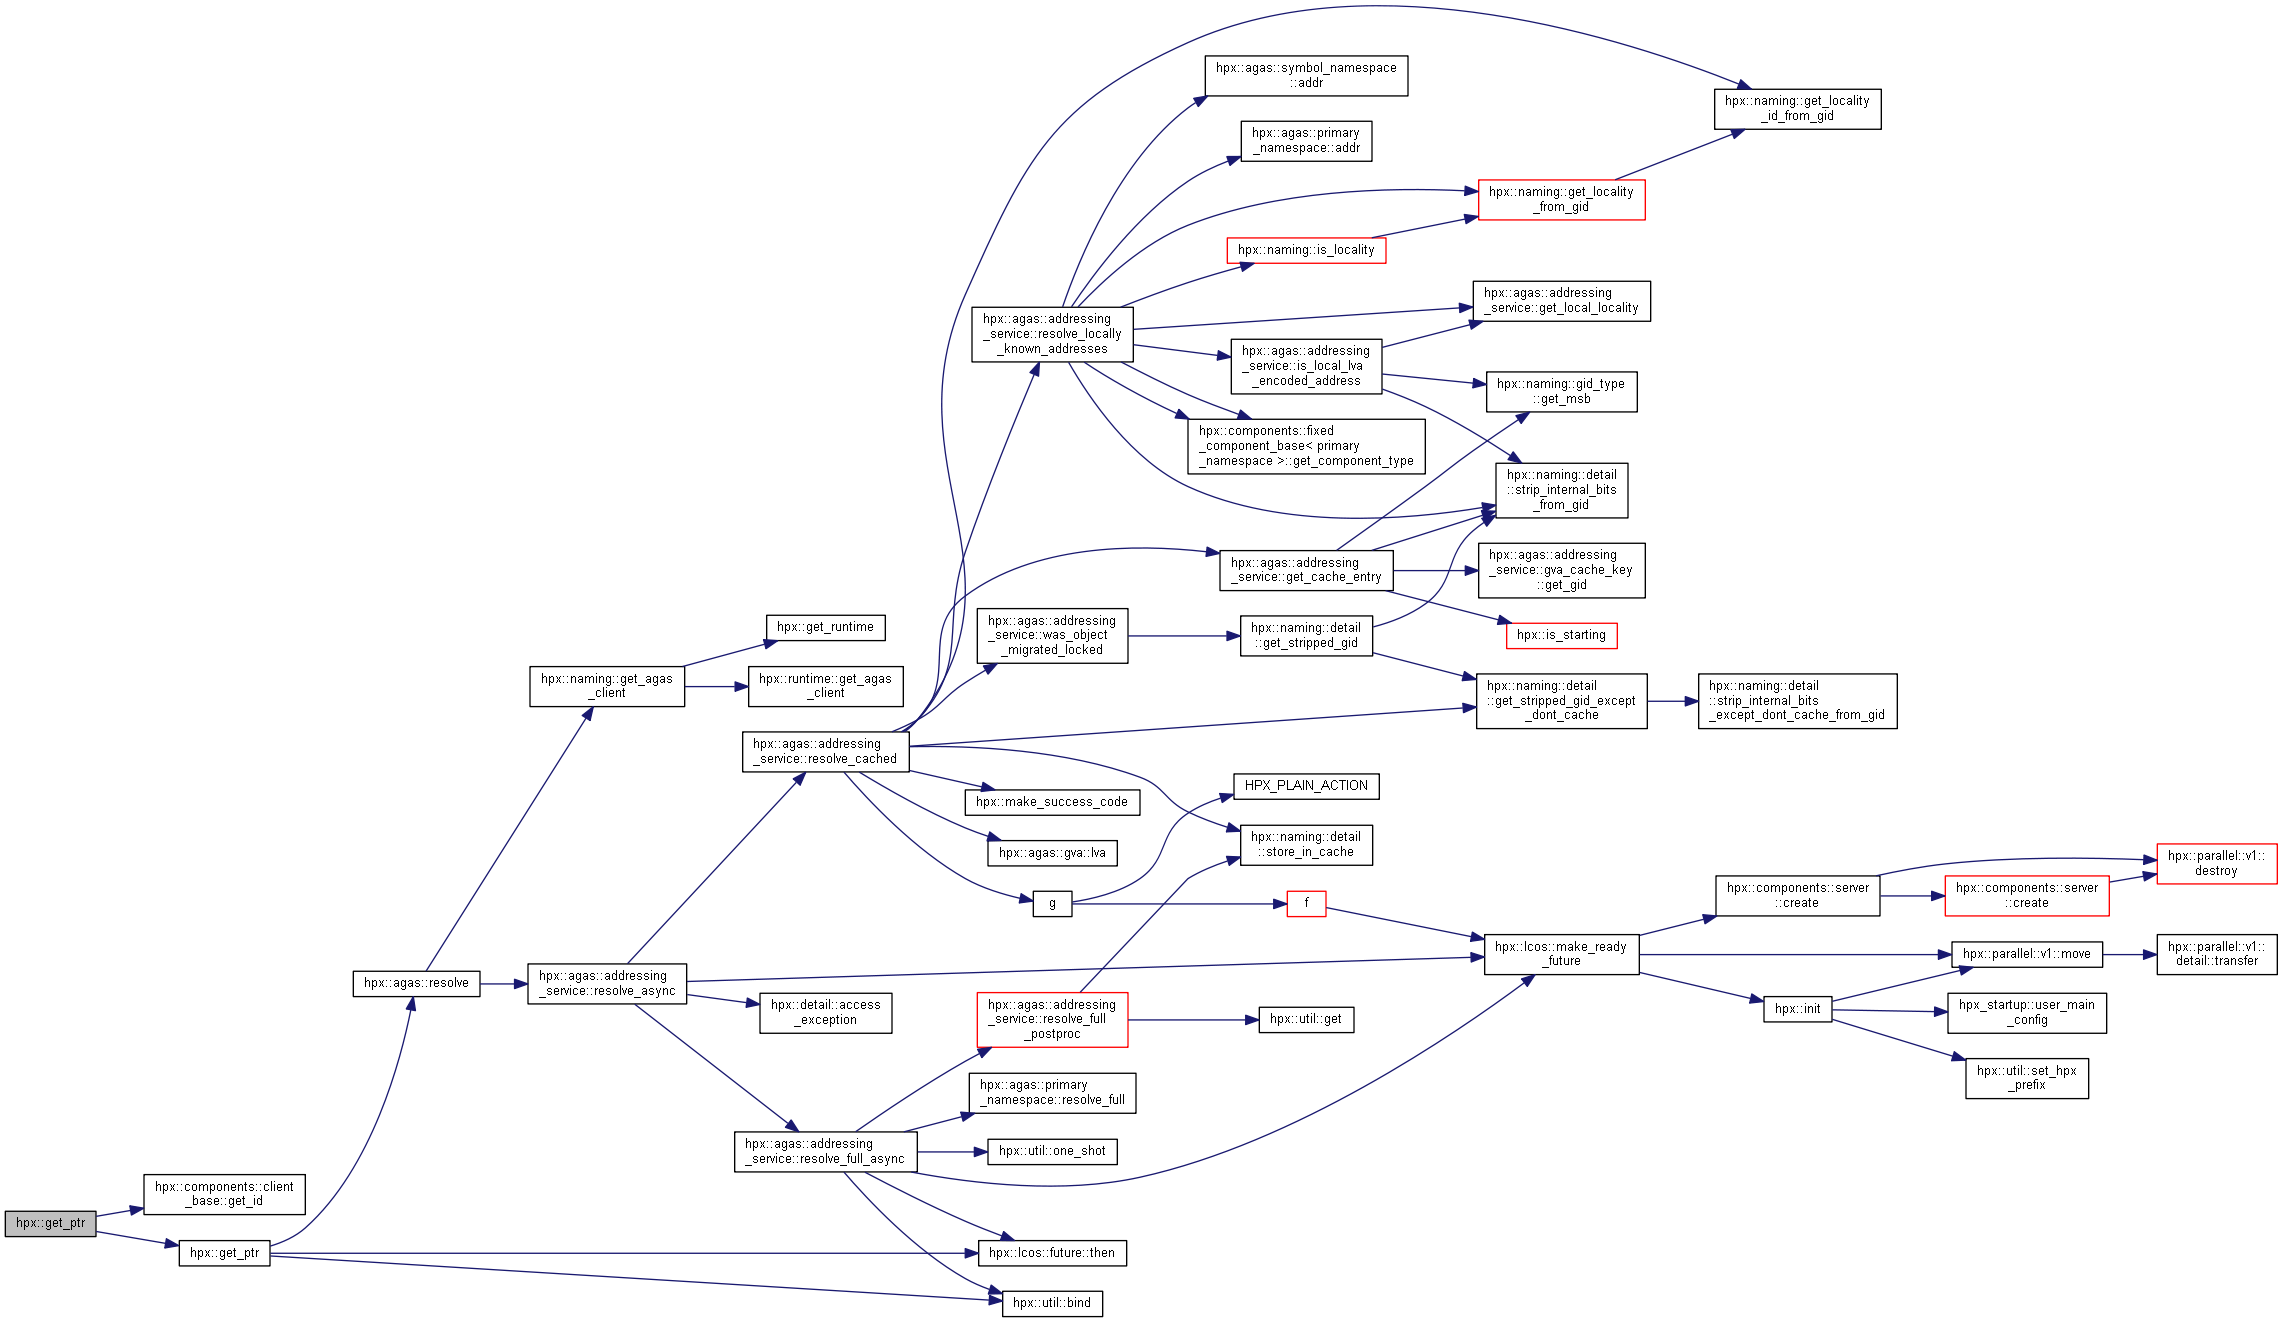 hpx::agas::symbol_namespace
::addr
hpx::naming::get_locality
_id_from_gid
hpx::agas::primary
_namespace::addr
hpx::naming::get_locality
_from_gid
hpx::naming::is_locality
hpx::agas::addressing
_service::get_local_locality
hpx::agas::addressing
_service::resolve_locally
_known_addresses
hpx::agas::addressing
_service::is_local_lva
_encoded_address
hpx::naming::gid_type
::get_msb
hpx::components::fixed
_component_base< primary
_namespace >::get_component_type
hpx::naming::detail
::strip_internal_bits
_from_gid
hpx::agas::addressing
_service::get_cache_entry
hpx::agas::addressing
_service::gva_cache_key
::get_gid
hpx::get_runtime
hpx::agas::addressing
_service::was_object
_migrated_locked
hpx::naming::detail
::get_stripped_gid
hpx::is_starting
hpx::naming::get_agas
_client
hpx::runtime::get_agas
_client
hpx::naming::detail
::get_stripped_gid_except
_dont_cache
hpx::naming::detail
::strip_internal_bits
_except_dont_cache_from_gid
hpx::agas::addressing
_service::resolve_cached
hpx::make_success_code
HPX_PLAIN_ACTION
hpx::agas::gva::lva
hpx::naming::detail
::store_in_cache
hpx::parallel::v1::
destroy
g
f
hpx::components::server
::create
hpx::components::server
::create
hpx::agas::resolve
hpx::agas::addressing
_service::resolve_async
hpx::detail::access
_exception
hpx::agas::addressing
_service::resolve_full
_postproc
hpx::util::get
hpx::lcos::make_ready
_future
hpx::parallel::v1::move
hpx::parallel::v1::
detail::transfer
hpx::init
hpx_startup::user_main
_config
hpx::util::set_hpx
_prefix
hpx::agas::primary
_namespace::resolve_full
hpx::agas::addressing
_service::resolve_full_async
hpx::util::one_shot
hpx::components::client
_base::get_id
hpx::get_ptr
hpx::get_ptr
hpx::lcos::future::then
hpx::util::bind